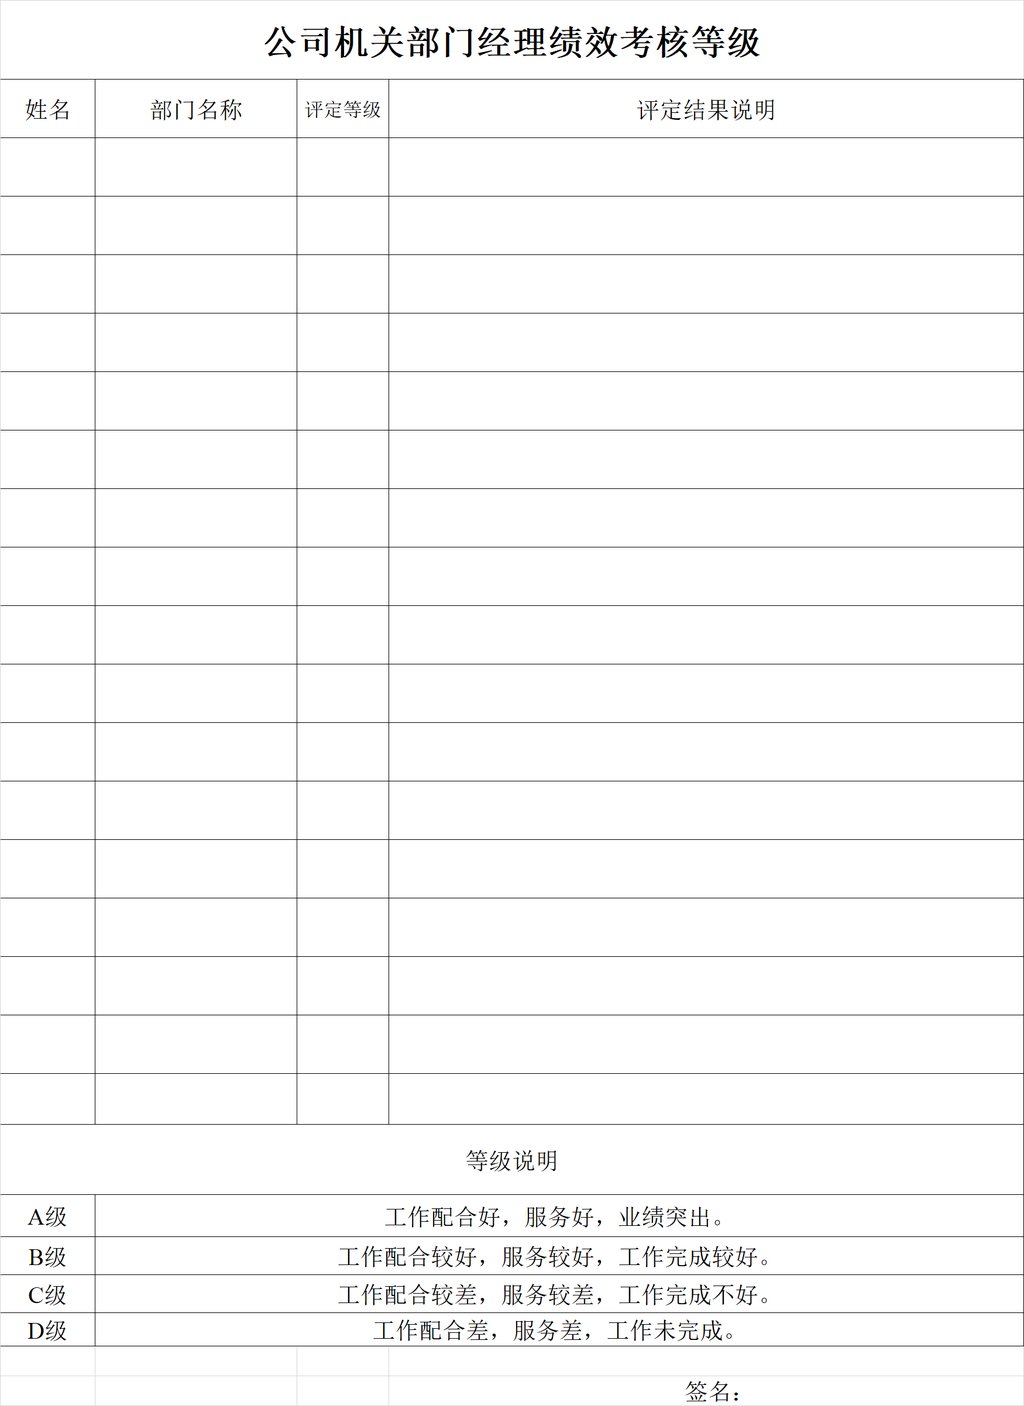 公司机关部门经理绩效考核等级
姓名 部门名称 评定等级 评定结果说明
等级说明
A级 工作配合好，服务好，业绩突出。
B级 工作配合较好，服务较好，工作完成较好。
C级 工作配合较差，服务较差，工作完成不好。
D级 工作配合差，服务差，工作未完成。
签名：